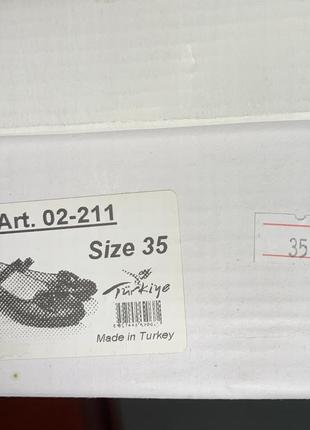 Art. 02-211
Size 35
35
Türkiye
Made in Turkey